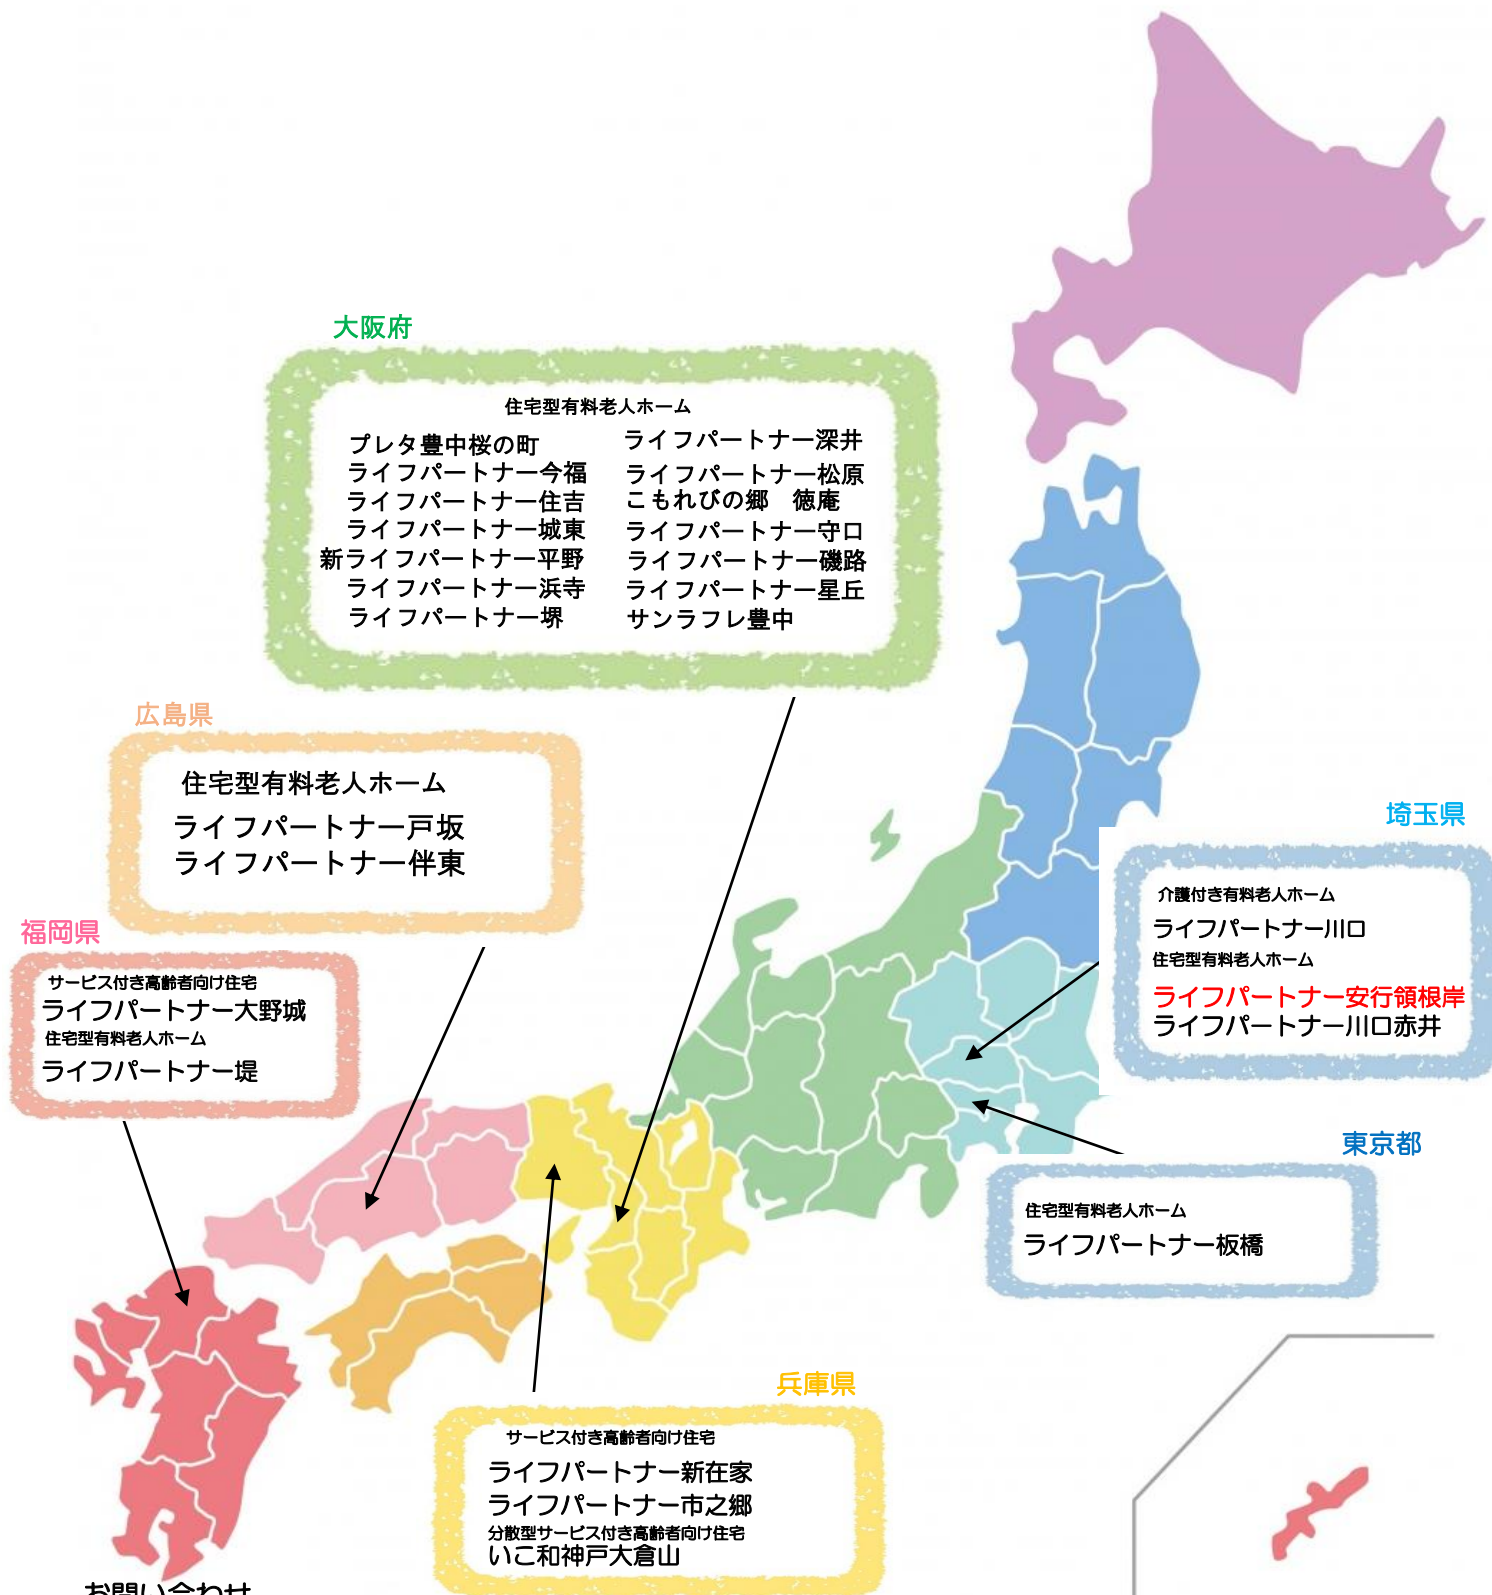 大阪府
住宅型有料老人ホーム
プレタ豊中桜の町
ライフパートナー今福
ライフパートナー住吉
ライフパートナー城東
新ライフパートナー平野
ライフパートナー浜寺
ライフパートナー堺
ライフパートナー深井
ライフパートナー松原
こもれびの郷　徳庵
ライフパートナー守口
ライフパートナー磯路
ライフパートナー星丘
サンラフレ豊中
広島県
住宅型有料老人ホーム
ライフパートナー戸坂
ライフパートナー伴東
埼玉県
介護付き有料老人ホーム
ライフパートナー川口
住宅型有料老人ホーム
ライフパートナー安行領根岸
ライフパートナー川口赤井
福岡県
サービス付き高齢者向け住宅
ライフパートナー大野城
住宅型有料老人ホーム
ライフパートナー堤
東京都
住宅型有料老人ホーム
ライフパートナー板橋
兵庫県
サービス付き高齢者向け住宅
ライフパートナー新在家
ライフパートナー市之郷
分散型サービス付き高齢者向け住宅
いこ和神戸大倉山
お問い合わせ